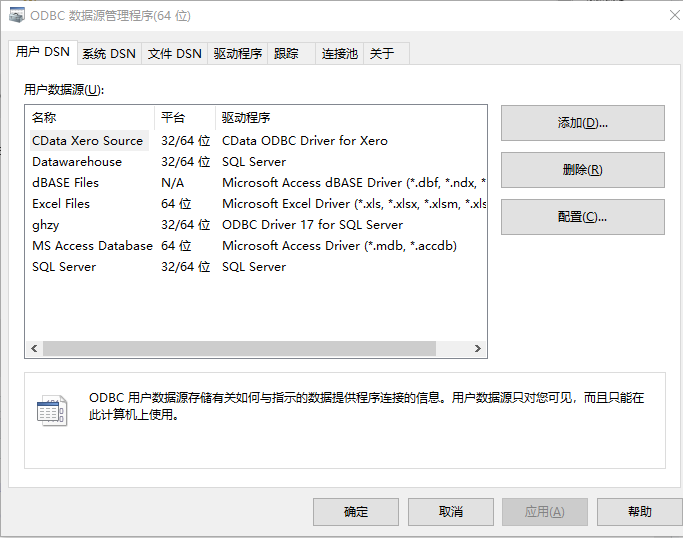 ODBC 数据源管理程序(64 位)
用户 DSN 系统 DSN 文件 DSN 驱动程序 跟踪 连接池 关于
用户数据源(U):
名称 平台 驱动程序
CData Xero Source 32/64 位 CData ODBC Driver for Xero
Datawarehouse 32/64 位 SQL Server
dBASE Files N/A Microsoft Access dBASE Driver (*.dbf, *.ndx, *
Excel Files 64 位 Microsoft Excel Driver (*.xls, *.xlsx, *.xlsm, *.xls
ghzy 32/64 位 ODBC Driver 17 for SQL Server
MS Access Database 64 位 Microsoft Access Driver (*.mdb, *.accdb)
SQL Server 32/64 位 SQL Server
添加(D)...
删除(R)
配置(C)...
ODBC 用户数据源存储有关如何与指示的数据提供程序连接的信息。用户数据源只对您可见，而且只能在
此计算机上使用。
确定 取消 应用(A) 帮助